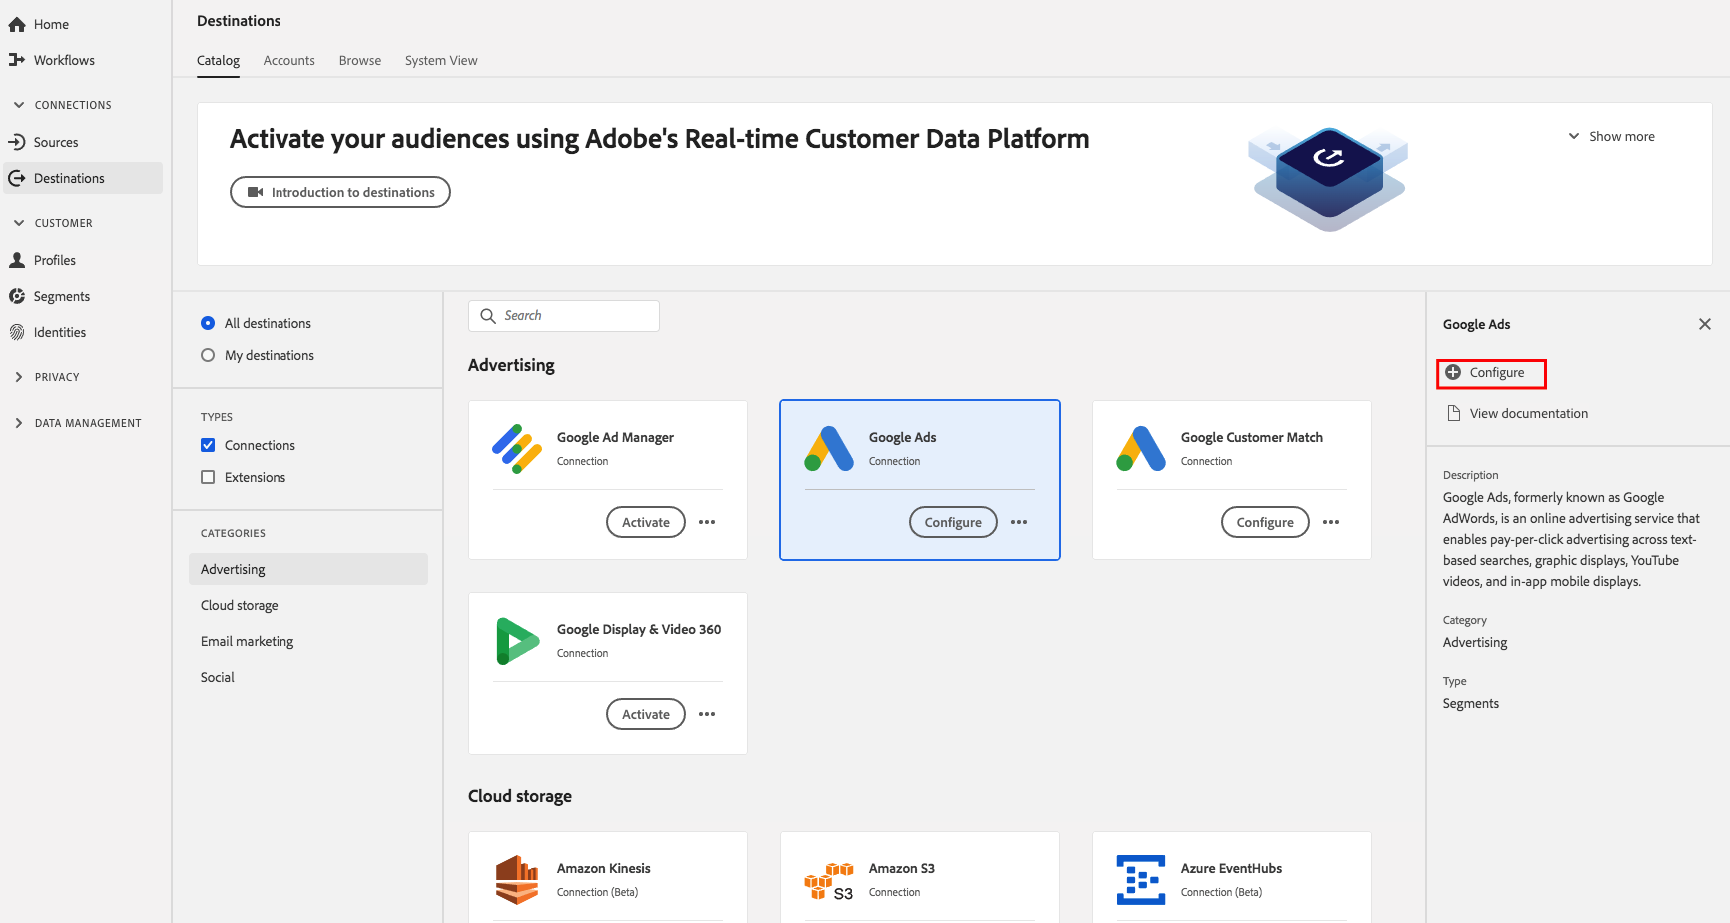 Home
Workflows
CONNECTIONS
Sources
Destinations
CUSTOMER
Profiles
Segments
Identities
PRIVACY
DATA MANAGEMENT
Destinations
Catalog Accounts Browse System View
Activate your audiences using Adobe's Real-time Customer Data Platform
Introduction to destinations
Show more
All destinations
My destinations
TYPES
Connections
Extensions
CATEGORIES
Advertising
Cloud storage
Email marketing
Social
Search
Advertising
Google Ad Manager
Connection
Activate
Google Ads
Connection
Configure
Google Customer Match
Connection
Configure
Google Display & Video 360
Connection
Activate
Cloud storage
Amazon Kinesis
Connection (Beta)
S3
Amazon S3
Connection
Azure EventHubs
Connection (Beta)
Google Ads
Configure
View documentation
Description
Google Ads, formerly known as Google
AdWords, is an online advertising service that
enables pay-per-click advertising across text-
based searches, graphic displays, YouTube
videos, and in-app mobile displays.
Category
Advertising
Type
Segments